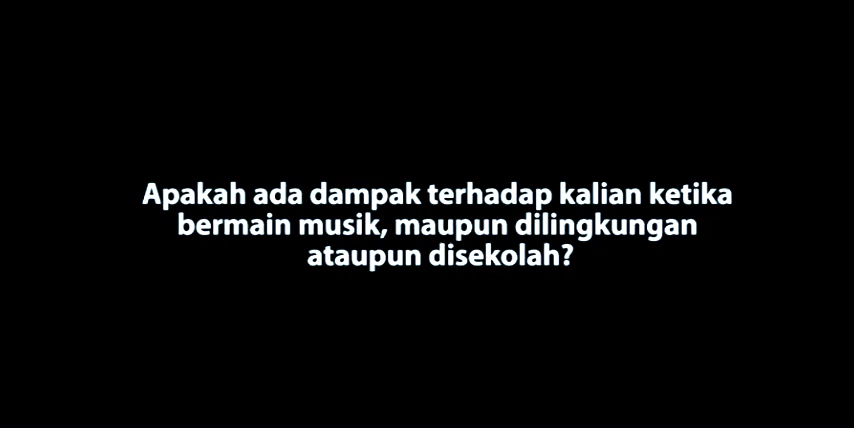 Apakah ada dampak terhadap kalian ketika
bermain musik, maupun dilingkungan
ataupun disekolah?